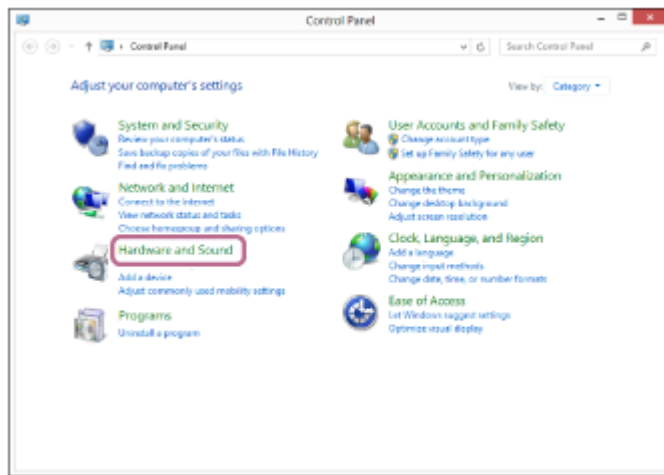 Control Panel
Control Panel
Search Control Panel
Adjust your computer's settings
View by: Category
System and Security
Review your computer's status
Save backup copies of your files with File History
Find and fix problems
Network and Internet
Connect to the Internet
View network status and tasks
Choose homegroup and sharing options
Hardware and Sound
Add a device
Adjust commonly used mobility settings
Programs
Uninstall a program
User Accounts and Family Safety
Change account type
Set up Family Safety for any user
Appearance and Personalization
Change the theme
Change desktop background
Adjust screen resolution
Clock, Language, and Region
Add a language
Change input methods
Change date, time, or number formats
Ease of Access
Let Windows suggest settings
Optimize visual display